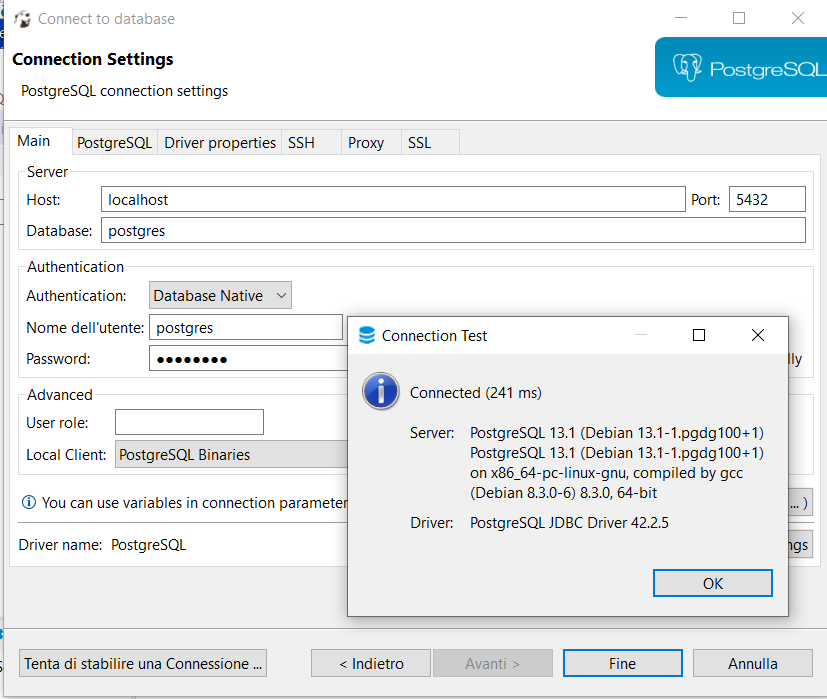 Connect to database
Connection Settings
PostgreSQL connection settings
PostgreSQL
Main PostgreSQL Driver properties SSH Proxy SSL
Server
Host: localhost Port: 5432
Database: postgres
Authentication
Authentication: Database Native
Nome dell'utente: postgres
Password: ●●●●●●●●
lly
Advanced
User role:
Local Client: PostgreSQL Binaries
You can use variables in connection parameter
... )
Driver name: PostgreSQL
ngs
Connection Test
Connected (241 ms)
Server: PostgreSQL 13.1 (Debian 13.1-1.pgdg100+1)
PostgreSQL 13.1 (Debian 13.1-1.pgdg100+1)
on x86_64-pc-linux-gnu, compiled by gcc
(Debian 8.3.0-6) 8.3.0, 64-bit
Driver: PostgreSQL JDBC Driver 42.2.5
OK
Tenta di stabilire una Connessione ... < Indietro Avanti > Fine Annulla